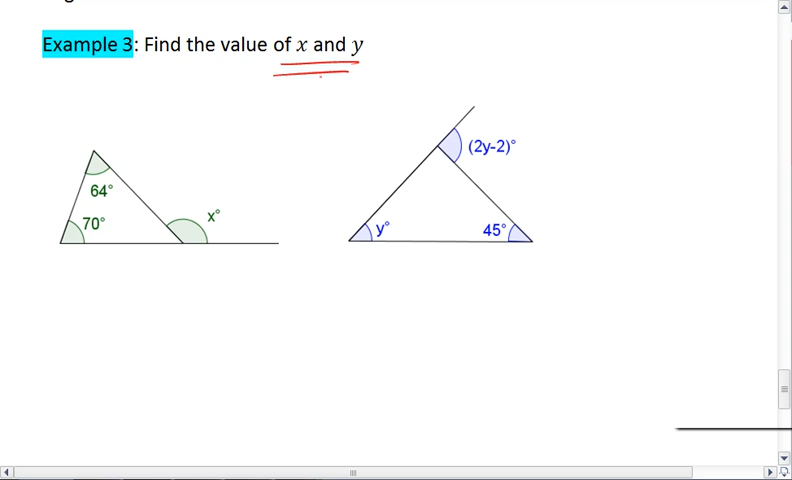 Example 3: Find the value of x and y
64°
70°
x°
(2y-2)°
y°
45°